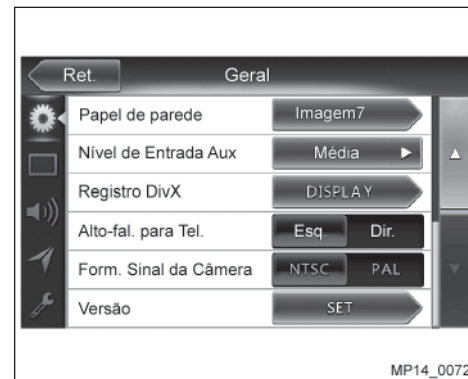 Ret. Geral
Papel de parede Imagem7
Nível de Entrada Aux Média
Registro DivX DISPLAY
Alto-fal. para Tel. Esq. Dir.
Form. Sinal da Câmera NTSC PAL
Versão SET
MP14_0072